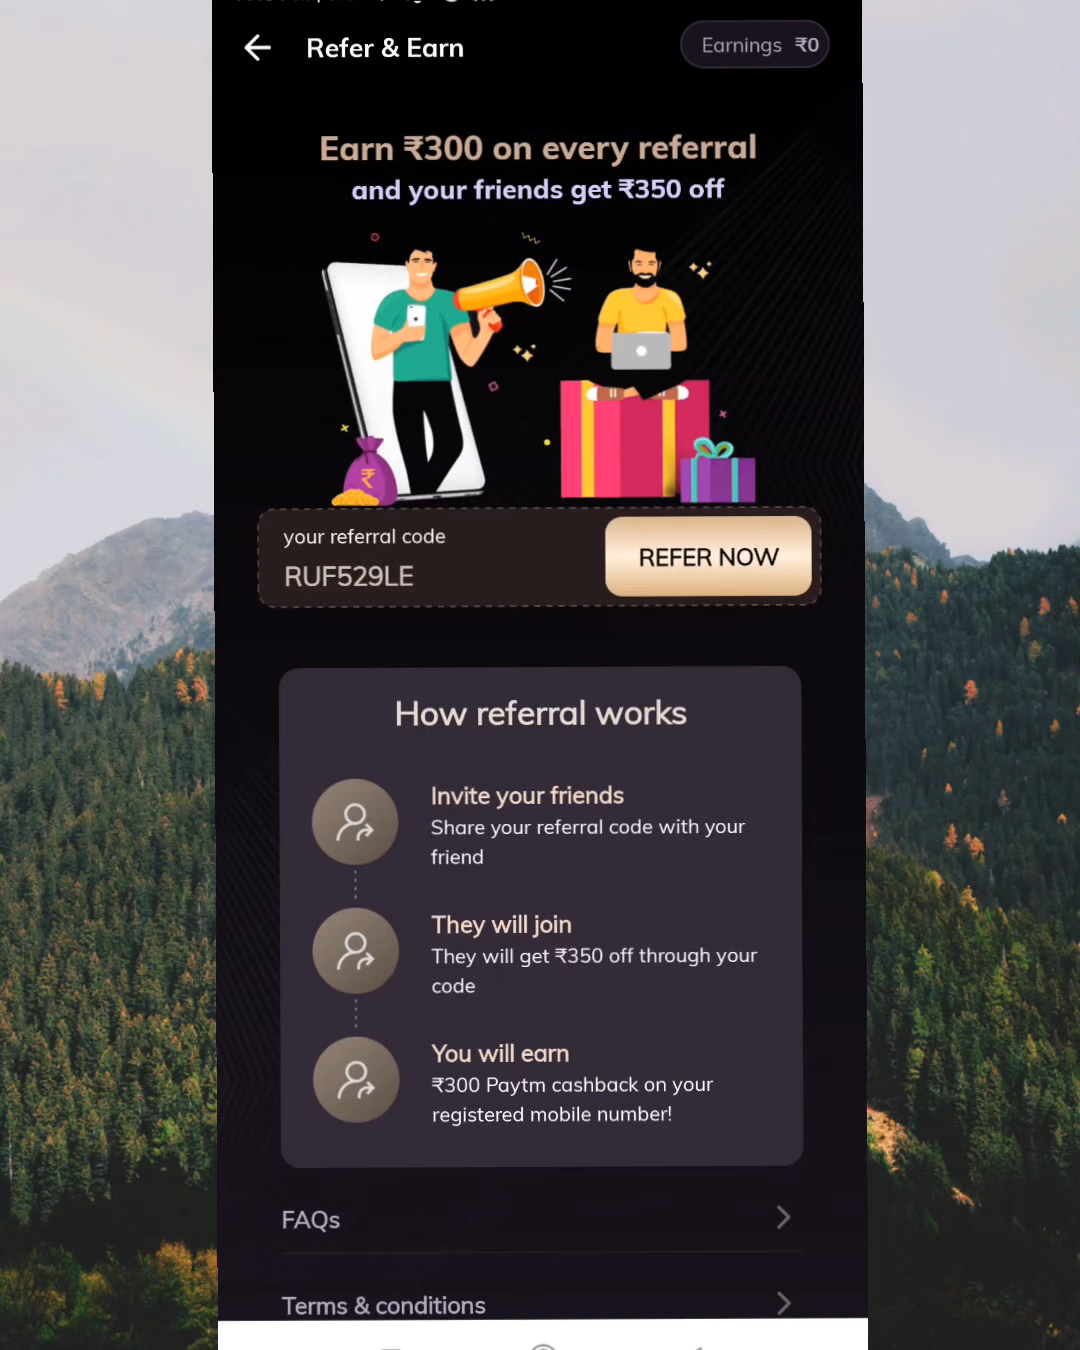 Refer & Earn
Earnings ₹0
Earn ₹300 on every referral
and your friends get ₹350 off
₹
your referral code
RUF529LE
REFER NOW
How referral works
Invite your friends
Share your referral code with your
friend
They will join
They will get ₹350 off through your
code
You will earn
₹300 Paytm cashback on your
registered mobile number!
FAQs
Terms & conditions